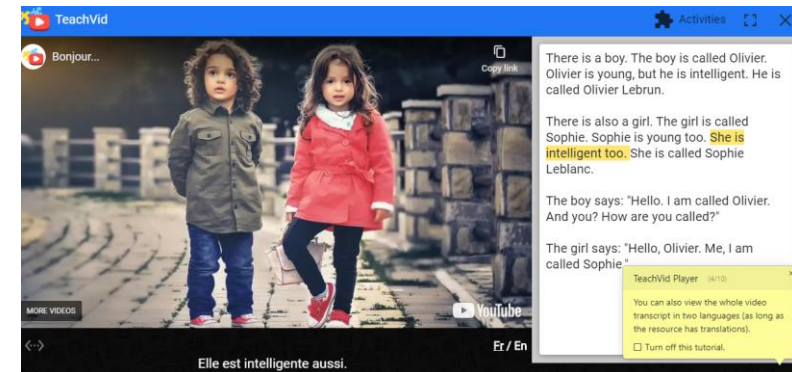 TeachVid
Activities
Bonjour...
Copy link
MORE VIDEOS
YouTube
Fr / En
Elle est intelligente aussi.
There is a boy. The boy is called Olivier.
Olivier is young, but he is intelligent. He is
called Olivier Lebrun.
There is also a girl. The girl is called
Sophie. Sophie is young too. She is
intelligent too. She is called Sophie
Leblanc.
The boy says: "Hello. I am called Olivier.
And you? How are you called?"
The girl says: "Hello, Olivier. Me, I am
called Sophie."
TeachVid Player (4/10)
You can also view the whole video
transcript in two languages (as long as
the resource has translations).
Turn off this tutorial.